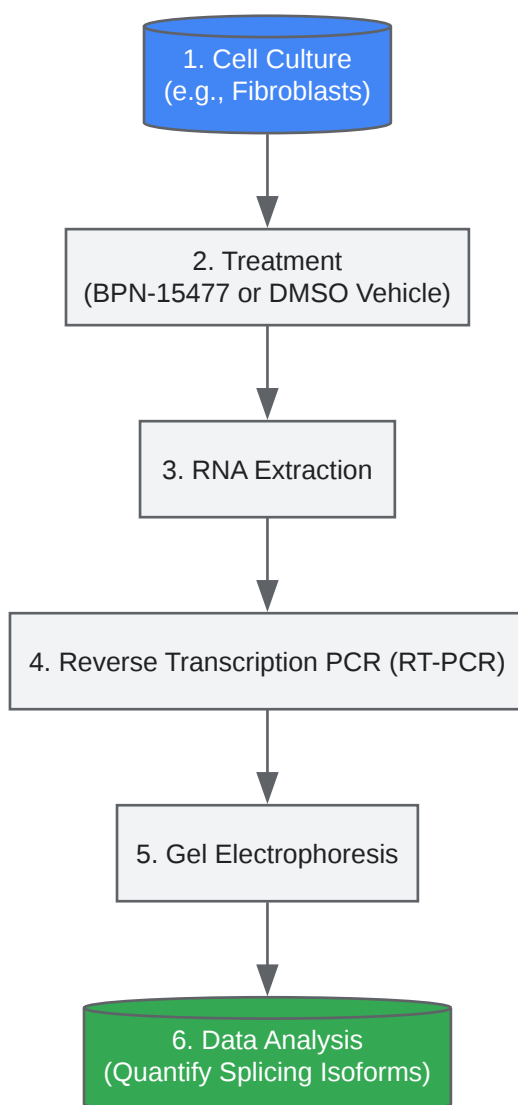 1. Cell Culture
(e.g., Fibroblasts)
2. Treatment
(BPN-15477 or DMSO Vehicle)
3. RNA Extraction
4. Reverse Transcription PCR (RT-PCR)
5. Gel Electrophoresis
6. Data Analysis
(Quantify Splicing Isoforms)